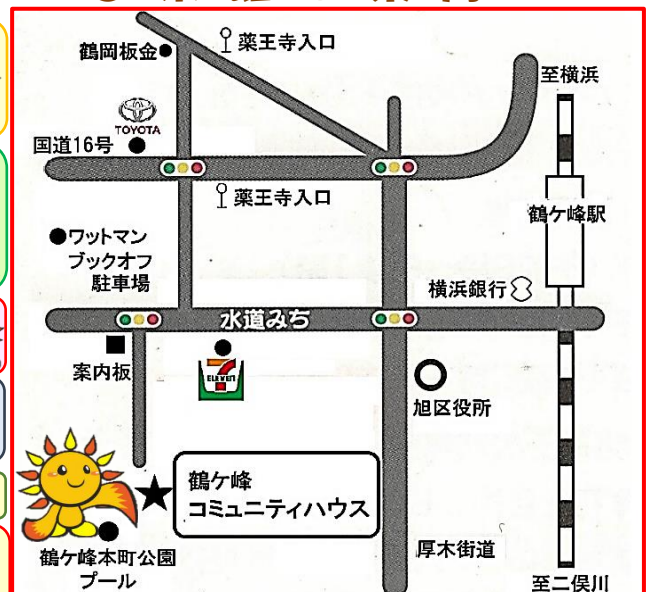 鶴岡板金
薬王寺入口
至横浜
TOYOTA
国道16号
薬王寺入口
鶴ケ峰駅
ワットマン
ブックオフ
駐車場
横浜銀行
水道みち
案内板
7
ELEVEN
旭区役所
鶴ケ峰
コミュニティハウス
鶴ケ峰本町公園
プール
厚木街道
至二俣川